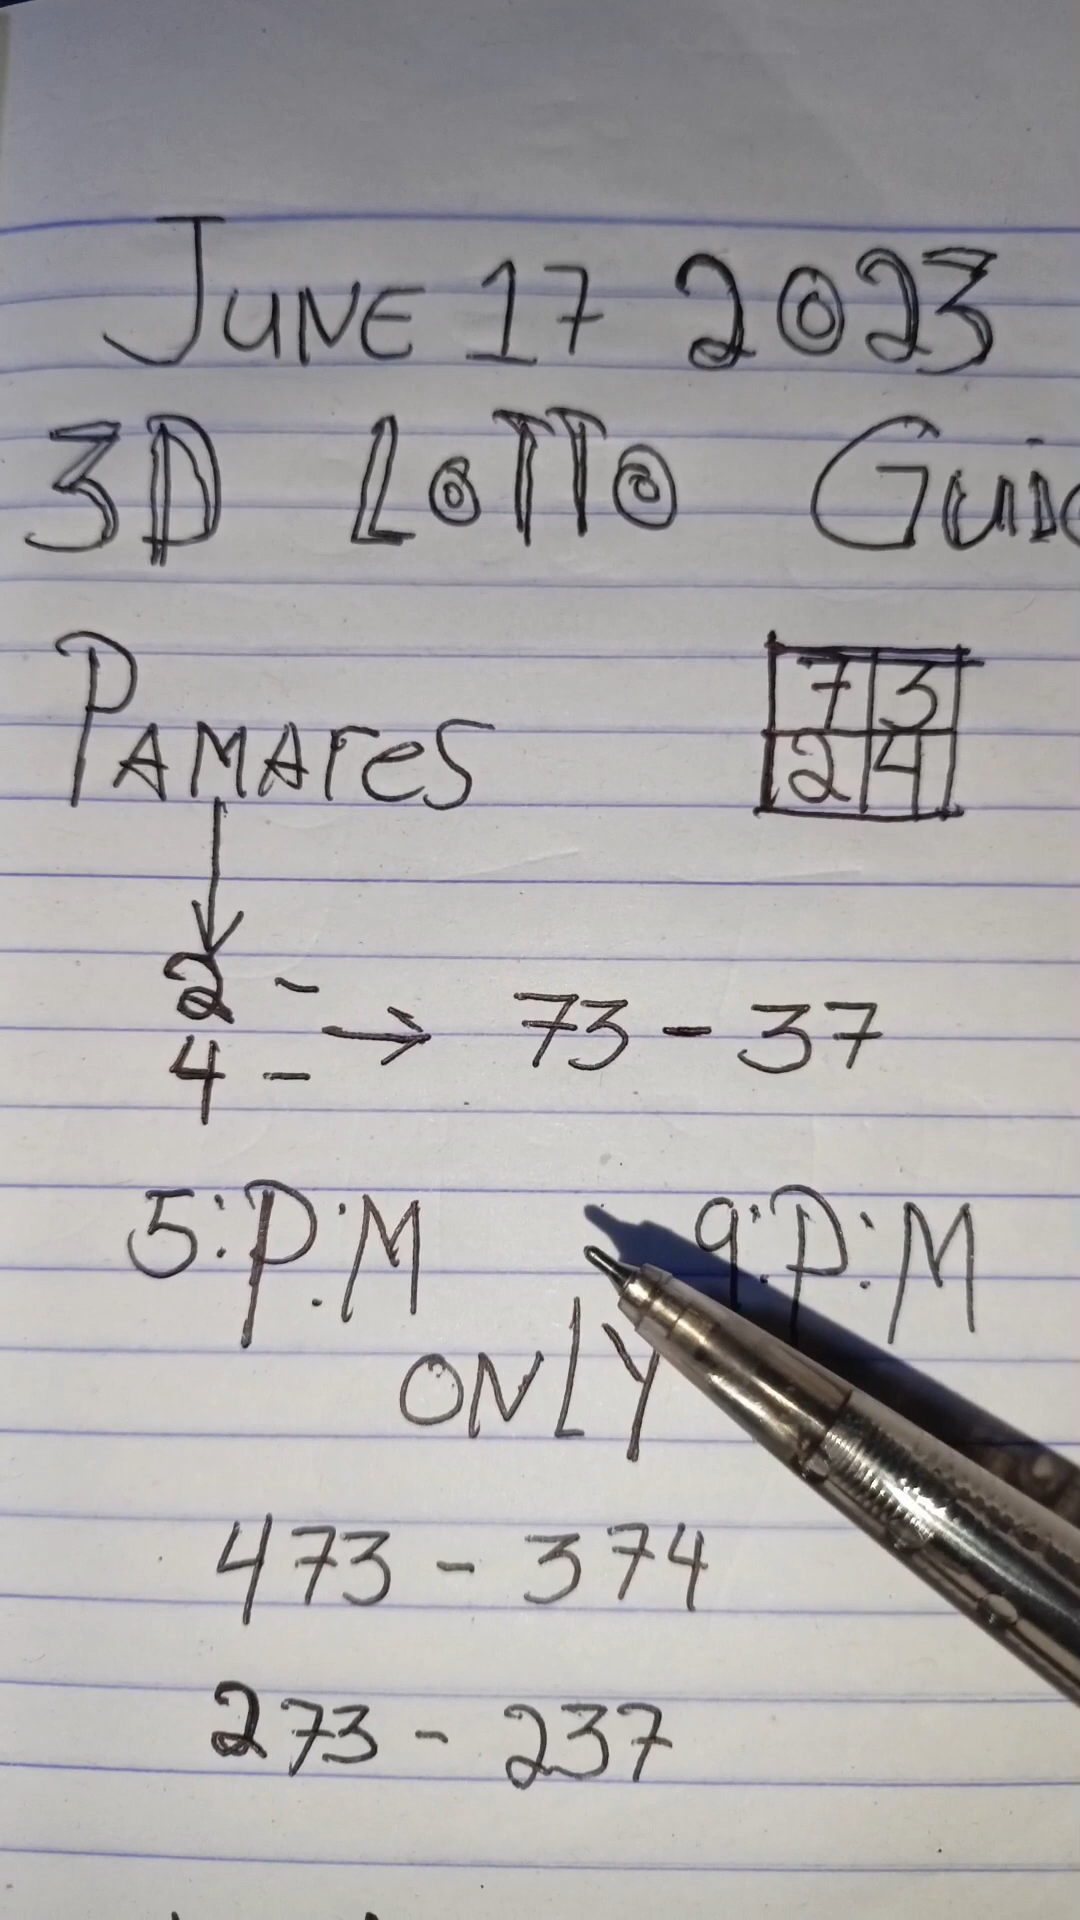 JUNE 17 2023
3D LOTTO GUID
PAMARES
7 3
2 4
2 -
→ 73 - 37
4 -
5:P.M 9:P:M
ONLY
473 - 374
273 - 237